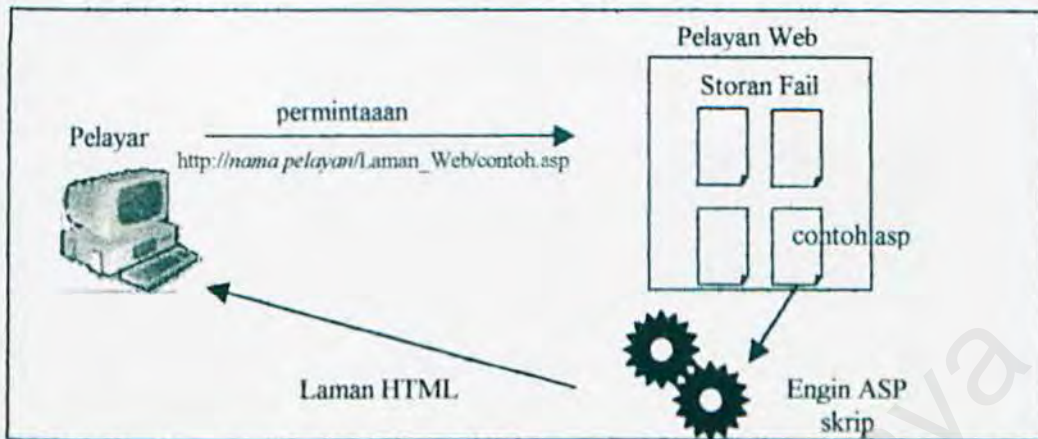 Pelayan Web
Storan Fail
permintaaan
Pelayar
http://nama pelayan/Laman_Web/contoh.asp
contoh.asp
Laman HTML
Engin ASP
skrip